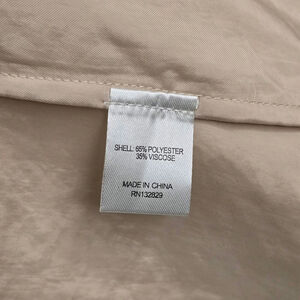 SHELL: 65% POLYESTER
35% VISCOSE
MADE IN CHINA
RN132829